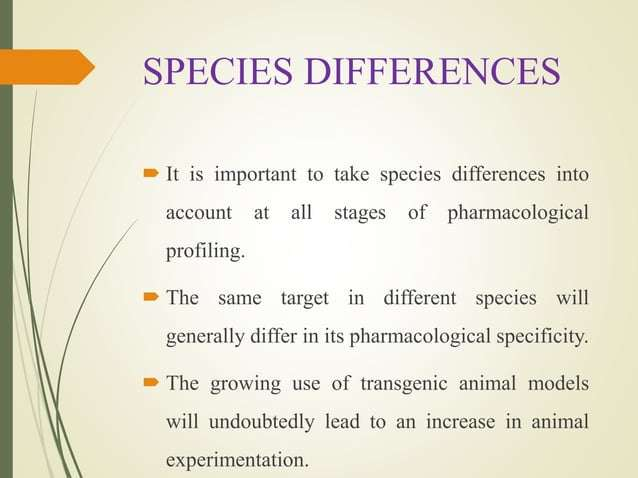 SPECIES DIFFERENCES
It is important to take species differences into
account at all stages of pharmacological
profiling.
The same target in different species will
generally differ in its pharmacological specificity.
The growing use of transgenic animal models
will undoubtedly lead to an increase in animal
experimentation.